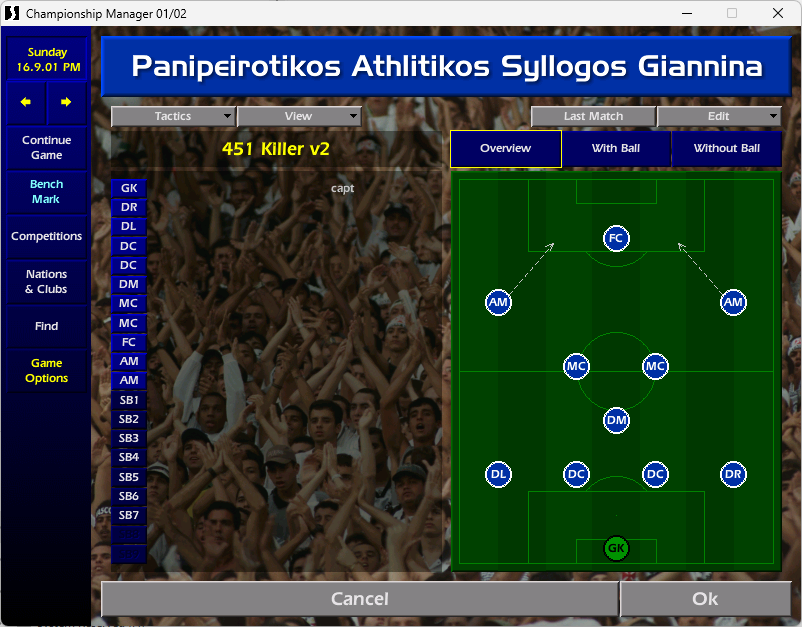 Championship Manager 01/02
Sunday
16.9.01 PM
Panipeirotikos Athlitikos Syllogos Giannina
Continue
Game
Bench
Mark
Competitions
Nations
& Clubs
Find
Game
Options
Tactics
View
Last Match
Edit
451 Killer v2
Overview
With Ball
Without Ball
GK
capt
DR
DL
DC
DC
DM
MC
MC
FC
AM
AM
SB1
SB2
SB3
SB4
SB5
SB6
SB7
FC
AM
AM
MC
MC
DM
DL
DC
DC
DR
GK
Cancel
Ok